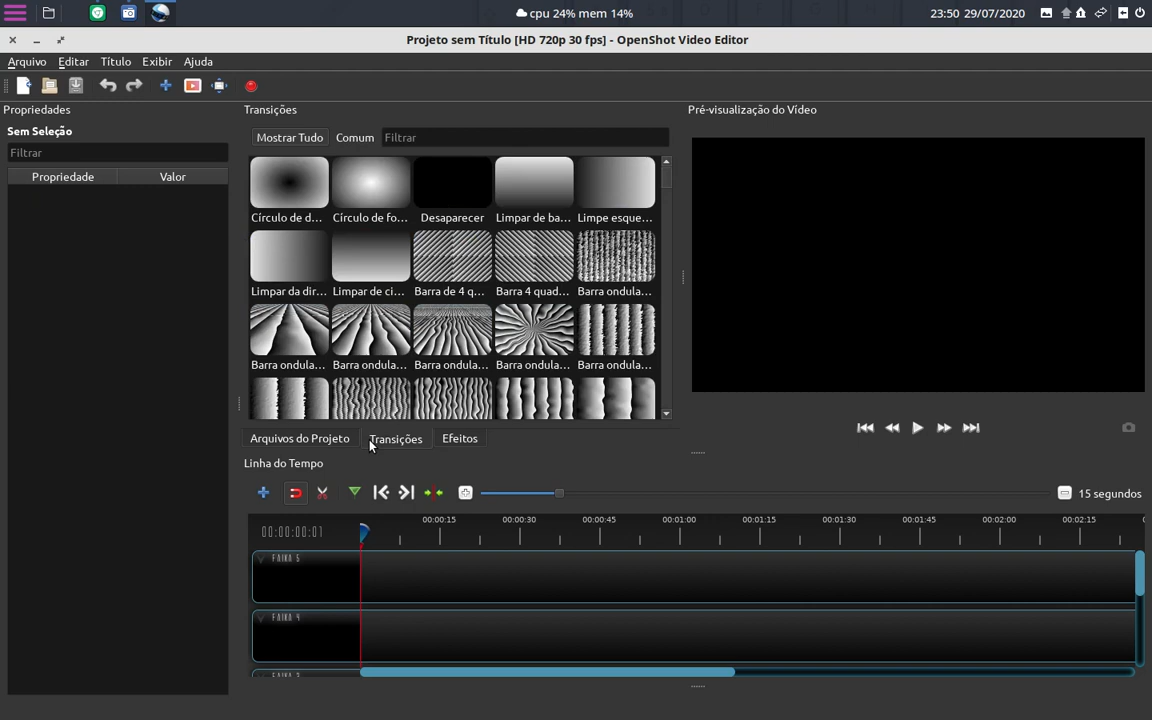 cpu 24% mem 14%
23:50 29/07/2020
Projeto sem Título [HD 720p 30 fps] - OpenShot Video Editor
Arquivo Editar Título Exibir Ajuda
Propriedades
Sem Seleção
Filtrar
Propriedade Valor
Transições
Mostrar Tudo Comum Filtrar
Círculo de d... Círculo de fo... Desaparecer Limpar de ba... Limpe esque...
Limpar da dir... Limpar de ci... Barra de 4 q... Barra 4 quad... Barra ondula...
Barra ondula... Barra ondula... Barra ondula... Barra ondula... Barra ondula...
Arquivos do Projeto Transições Efeitos
Pré-visualização do Vídeo
Linha do Tempo
15 segundos
00:00:00:01
00:00:15 00:00:30 00:00:45 00:01:00 00:01:15 00:01:30 00:01:45 00:02:00 00:02:15
FAIXA 5
FAIXA 4
FAIXA 3